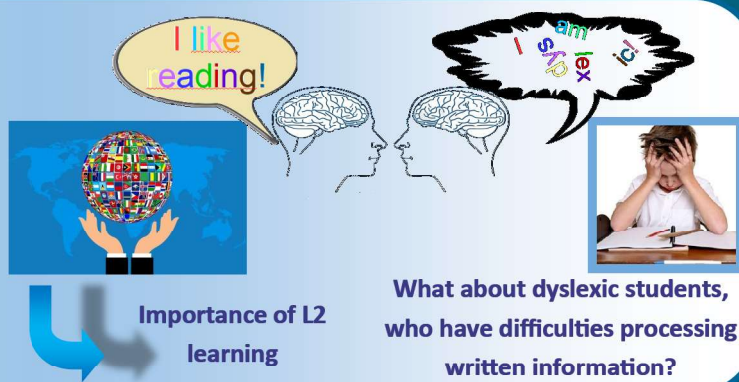 I like
reading!
I am
dys lex ic!
Importance of L2
learning
What about dyslexic students,
who have difficulties processing
written information?